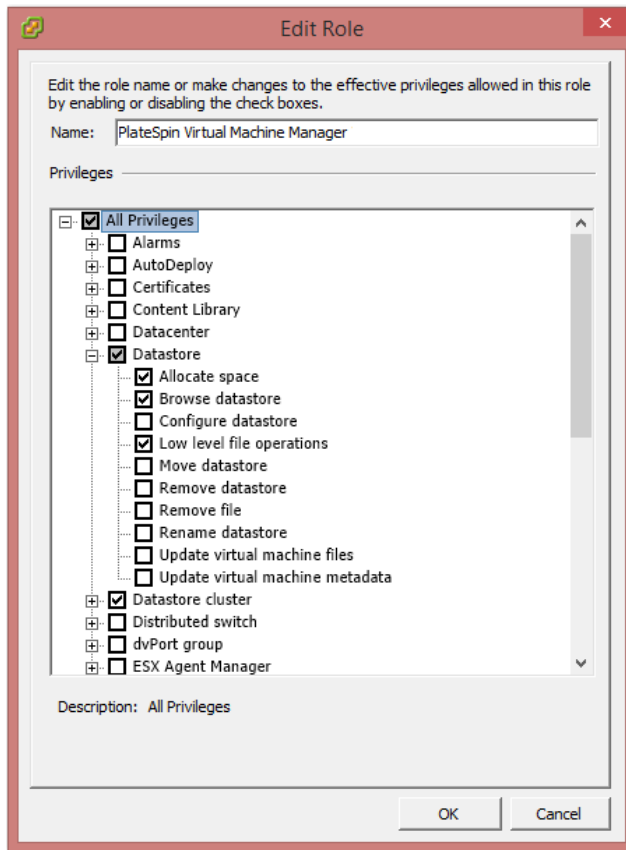 Edit Role
Edit the role name or make changes to the effective privileges allowed in this role
by enabling or disabling the check boxes.
Name: PlateSpin Virtual Machine Manager
Privileges
All Privileges
Alarms
AutoDeploy
Certificates
Content Library
Datacenter
Datastore
Allocate space
Browse datastore
Configure datastore
Low level file operations
Move datastore
Remove datastore
Remove file
Rename datastore
Update virtual machine files
Update virtual machine metadata
Datastore cluster
Distributed switch
dvPort group
ESX Agent Manager
Description: All Privileges
OK Cancel